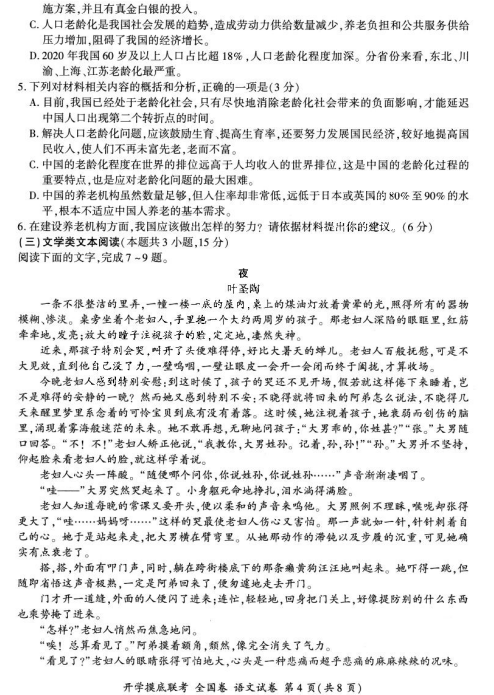 施方案,并且有真金白银的投入。
C. 人口老龄化是我国社会发展的趋势,造成劳动力供给数量减少,养老负担和公共服务供给
压力增加,阻碍了我国的经济增长。
D. 2020 年我国 60 岁及以上人口占比超 18%,人口老龄化程度加深。分省份来看,东北、川
渝、上海、江苏老龄化最严重。
5. 下列对材料相关内容的概括和分析,正确的一项是(3 分)
A. 目前,我国已经处于老龄化社会,只有尽快地消除老龄化社会带来的负面影响,才能延迟
中国人口出现第二个转折点的时间。
B. 解决人口老龄化问题,应该鼓励生育、提高生育率,还要努力发展国民经济,较好地提高国
民收入,使人们不再未富先老,老而不富。
C. 中国的老龄化程度在世界的排位远高于人均收入的世界排位,这是中国的老龄化过程的
重要特点,也是应对老龄化问题的最大困难。
D. 中国的养老机构虽然数量足够,但入住率却非常低,远低于日本或英国的 80% 至 90% 的水
平,根本不适应中国人养老的基本需求。
6. 在建设养老机构方面,我国应该做出怎样的努力? 请依据材料提出你的建议。(6 分)
(三)文学类文本阅读(本题共 3 小题,15 分)
阅读下面的文字,完成 7~9 题。
夜
叶圣陶
一条不很整洁的里弄,一幢一楼一底的屋内,桌上的煤油灯放着黄晕的光,照得所有的器物
模糊、惨淡。桌旁坐着个老妇人,手里抱一个大约两周岁的孩子。那老妇人深陷的眼眶里,红筋
牵牵地,发亮;放大的瞳子注视孩子的脸,定定地,凄然失神。
近来,那孩子特别会哭,叫开了头便难得停,好比大暑天的蝉儿。老妇人百般抚慰,可是不
大见效,直到他自己没了力,一壁呜咽,一壁让眼皮一会开一会闭而终于阖拢,才算收场。
今晚老妇人感到特别安慰;到这时候了,孩子的哭还不见开场,假若就这样倦下来睡着,岂
不是难得的安静的一晚? 然而她又感到特别不安;不晓得就将回来的阿弟怎么说法,不晓得几
天来醒里梦里系念着的可怜宝贝到底有没有着落。这时候,她注视着孩子,她衰弱而创伤的脑
里,涌现着雾海般迷茫的未来。她不敢再想,无聊地问孩子:“大男乖的,你姓甚?”“张。”大男随
口回答。“不! 不!”老妇人娇正他说,“我教你,大男姓孙。记着,孙,孙!”“孙。”大男并不坚持,
仰起脸来看老妇人的脸,就这样学着说。
老妇人心头一阵酸。“随便哪个问你,你说姓孙,你说姓孙……”声音渐渐凄咽了。
“哇——”大男突然哭起来了。小身躯死命地挣扎,泪水淌得满脸。
老妇人知道每晚的常课又要开头,便以柔和的声音来呜他。大男照例不理睬,喉咙却张得
更大了,“哇……妈妈呀……”这样的哭最使老妇人伤心又害怕。那一声就如一针,针针刺着自
己的心。她于是站起来走,把大男横在臂弯里。从她那动作的滞钝以及步履的沉重,可见她确
实有点衰老了。
搭,搭,外面有叩门声,同时,躺在跨街楼底下的那条癞黄狗汪汪地叫起来。她吓得一跳,但
随即省悟这声音极熟,一定是阿弟回来了,便匆遽地走去开门。
门才开一道缝,外面的人便闪了进来;连忙,轻轻地,回身把门关上,好像提防别的什么东西
也乘势掩了进来。
“怎样?”老妇人悄然而焦急地问。
“唉! 总算看见了。”阿弟摸着额角,颓然,像完全消失了气力。
“看见了?”老妇人的眼睛张得可怕地大,心头是一种悲痛而超乎悲痛的麻麻辣辣的况味。
开学摸底联考 全国卷 语文试卷 第 4 页(共 8 页)